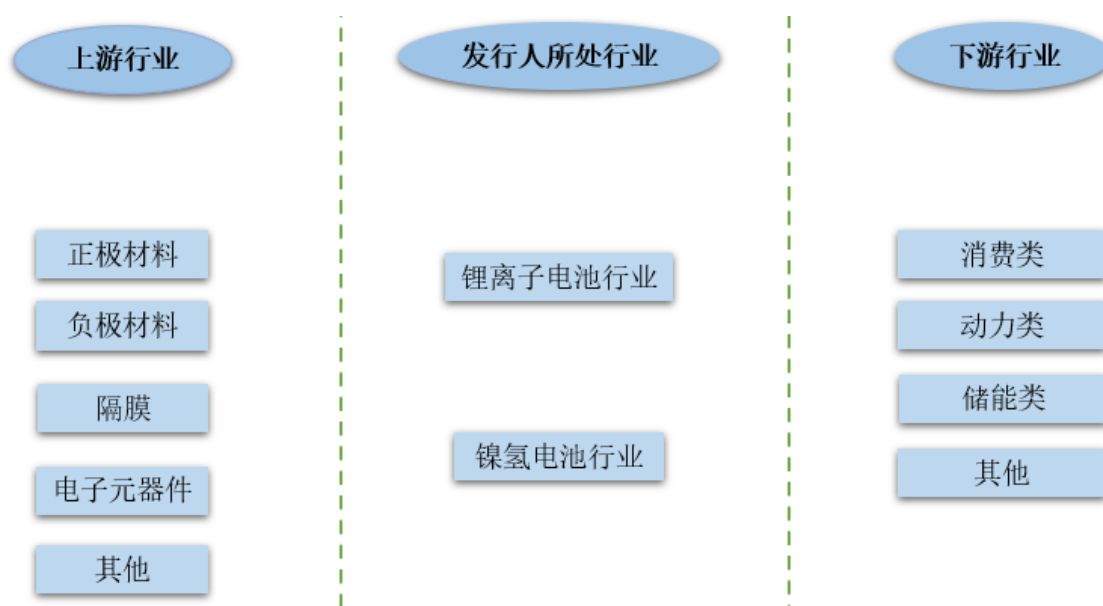 上游行业
发行人所处行业
下游行业
正极材料
负极材料
隔膜
电子元器件
其他
锂离子电池行业
镍氢电池行业
消费类
动力类
储能类
其他